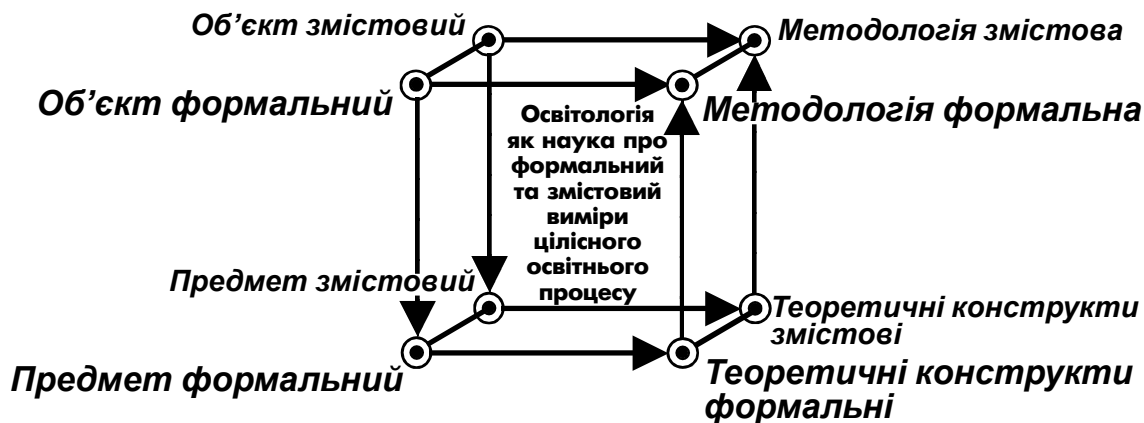 Об’єкт змістовий
Методологія змістова
Об’єкт формальний
Методологія формальна
Освітологія
як наука про
формальний
та змістовий
виміри
цілісного
освітнього
процесу
Предмет змістовий
Теоретичні конструкти
змістові
Предмет формальний
Теоретичні конструкти
формальні